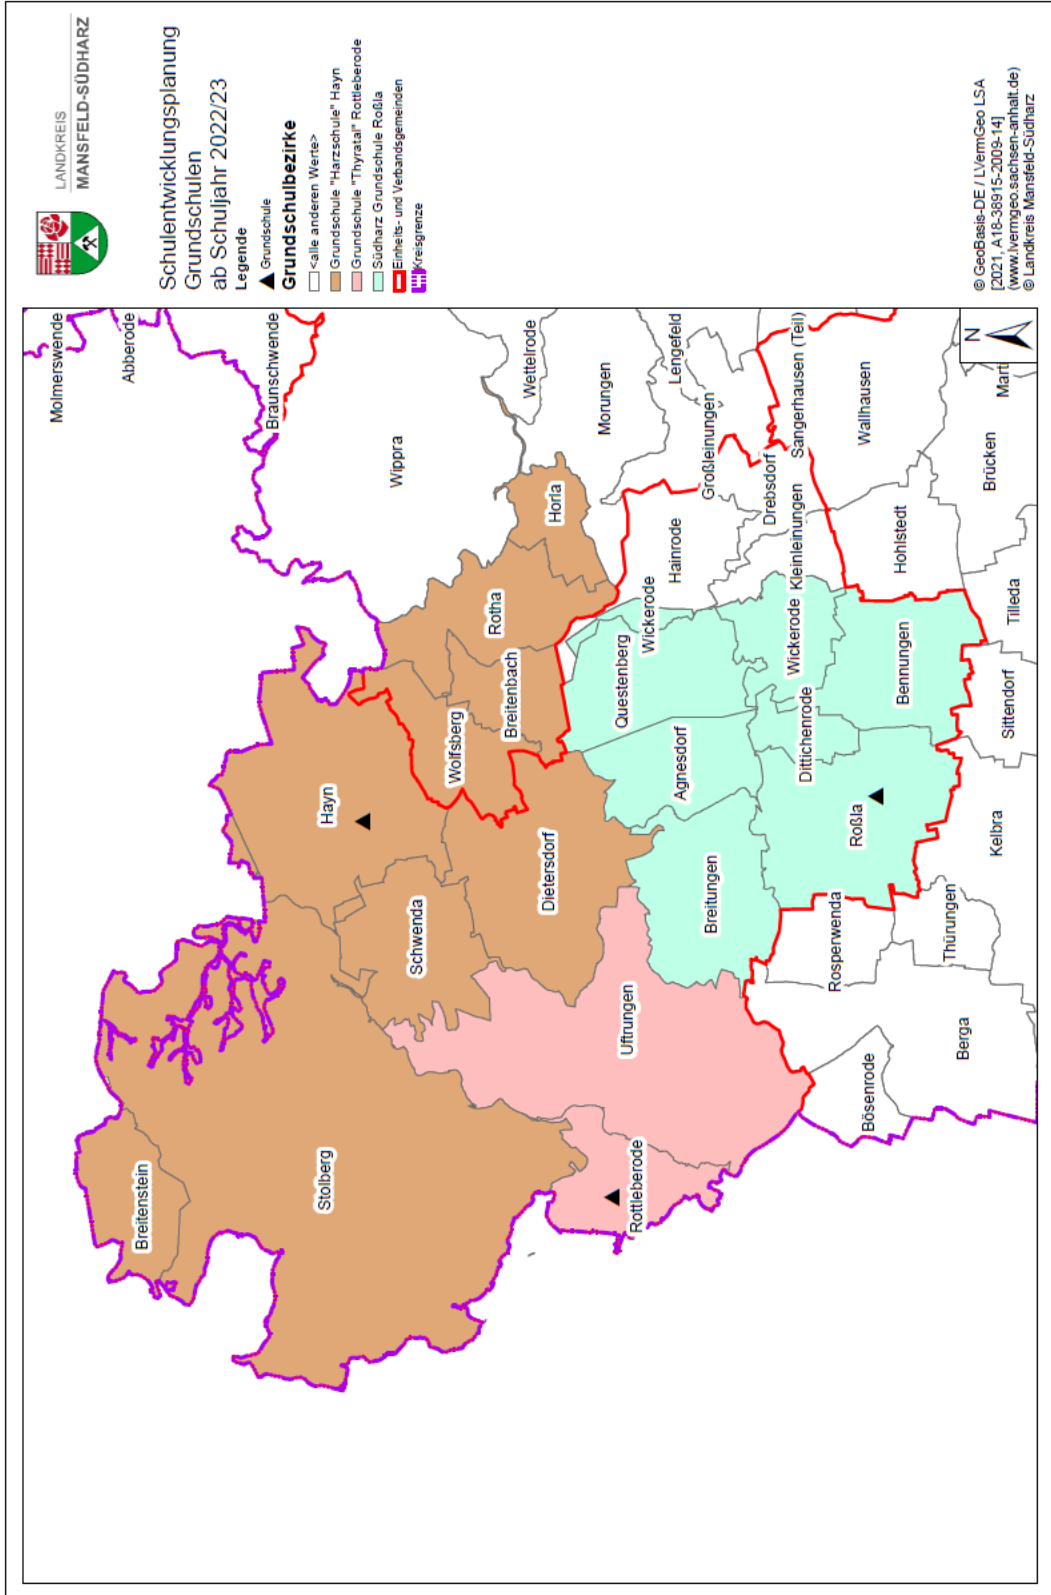 LANDKREIS
MANSFELD-SÜDHARZ
Schulentwicklungsplanung
Grundschulen
ab Schuljahr 2022/23
Legende
Grundschule
Grundschulbezirke
<alle anderen Werte>
Grundschule "Harzschule" Hayn
Grundschule "Thyratal" Rottleberode
Südharz Grundschule Roßla
Einheits- und Verbandsgemeinden
Kreisgrenze
© GeoBasis-DE / LVermGeo LSA
[2021, A18-38915-2009-14]
(www.lvermgeo.sachsen-anhalt.de)
© Landkreis Mansfeld-Südharz
N
Molmerswende
Abberode
Braunschwende
Wippra
Wettelrode
Morungen
Lengefeld
Großleinungen
Sangerhausen (Teil)
Wallhausen
Marti
Brücken
Drebsdorf
Kleinleinungen
Hohlstedt
Hainrode
Horla
Rotha
Wickerode
Wickerode
Tilleda
Breitenbach
Questenberg
Bennungen
Sittendorf
Wolfsberg
Hayn
Agnesdorf
Dittichenrode
Roßla
Kelbra
Dietersdorf
Breitungen
Schwenda
Rosperwenda
Thürungen
Uftrungen
Berga
Bösenrode
Breitenstein
Stolberg
Rottleberode